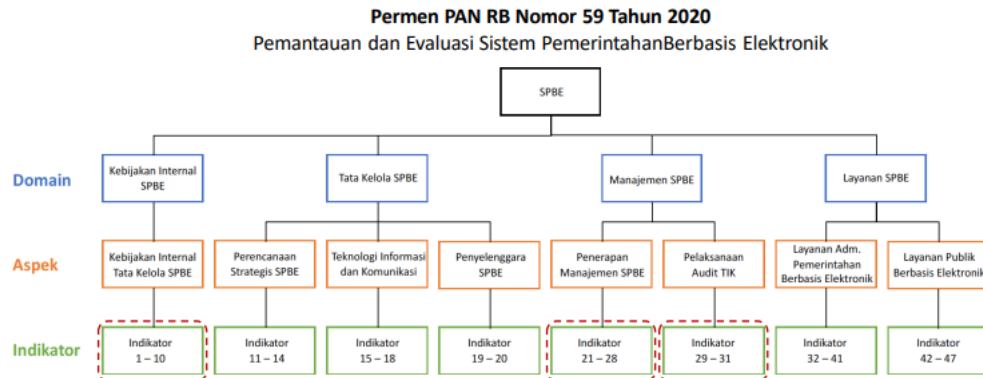 Permen PAN RB Nomor 59 Tahun 2020
Pemantauan dan Evaluasi Sistem PemerintahanBerbasis Elektronik
SPBE
Domain
Kebijakan Internal
SPBE
Tata Kelola SPBE
Manajemen SPBE
Layanan SPBE
Aspek
Kebijakan Internal
Tata Kelola SPBE
Perencanaan
Strategis SPBE
Teknologi Informasi
dan Komunikasi
Penyelenggara
SPBE
Penerapan
Manajemen SPBE
Pelaksanaan
Audit TIK
Layanan Adm.
Pemerintahan
Berbasis Elektronik
Layanan Publik
Berbasis Elektronik
Indikator
Indikator
1 – 10
Indikator
11 – 14
Indikator
15 – 18
Indikator
19 – 20
Indikator
21 – 28
Indikator
29 – 31
Indikator
32 – 41
Indikator
42 – 47